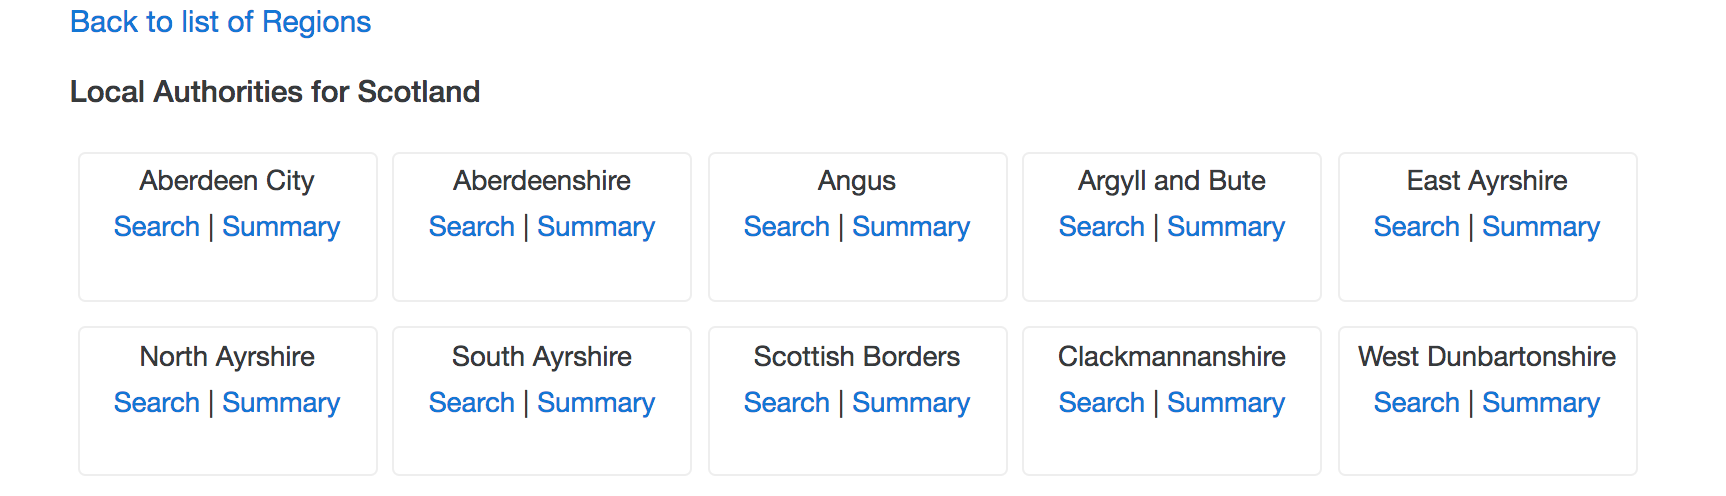 Back to list of Regions
Local Authorities for Scotland
Aberdeen City
Search | Summary
Aberdeenshire
Search | Summary
Angus
Search | Summary
Argyll and Bute
Search | Summary
East Ayrshire
Search | Summary
North Ayrshire
Search | Summary
South Ayrshire
Search | Summary
Scottish Borders
Search | Summary
Clackmannanshire
Search | Summary
West Dunbartonshire
Search | Summary